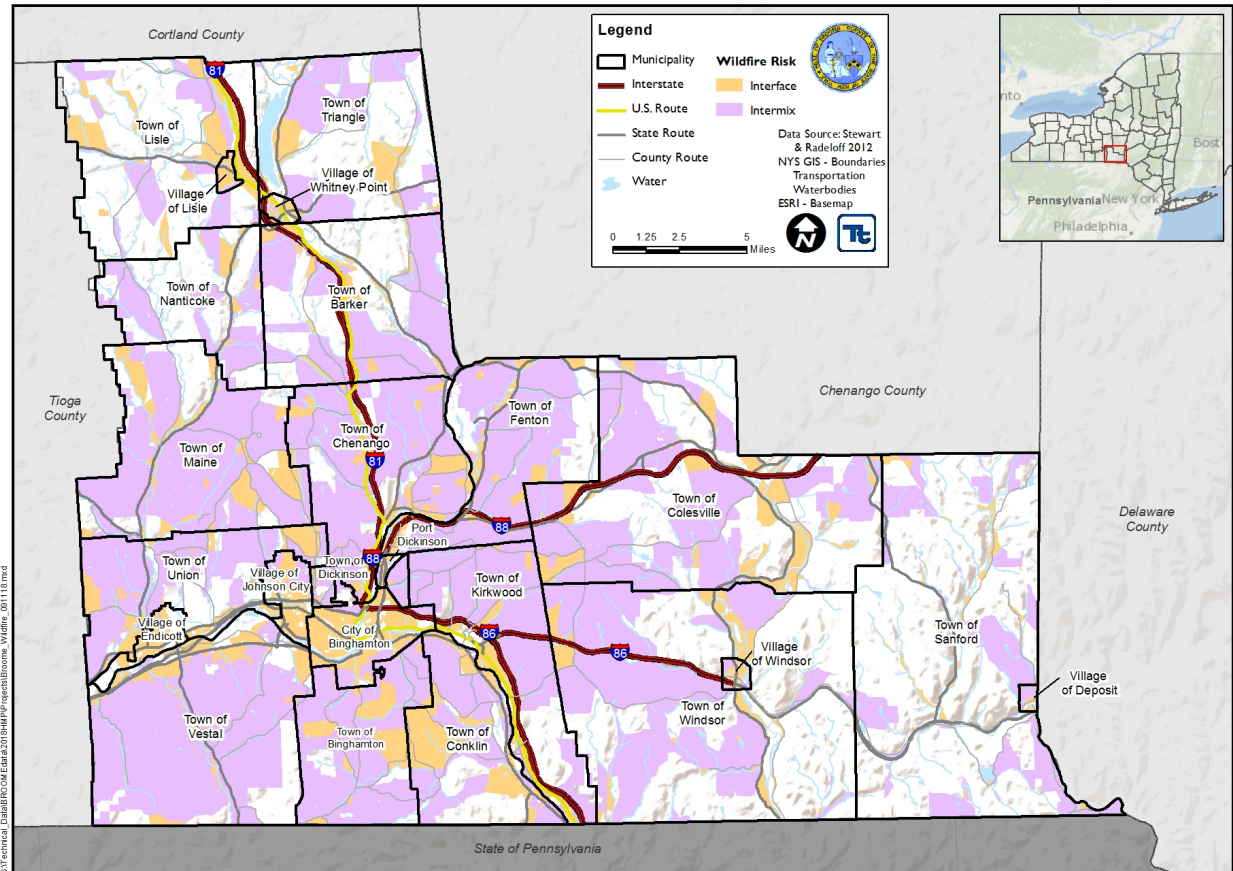 Cortland County
81
Town of
Triangle
Town of
Lisle
Village of
Whitney Point
Village
of Lisle
Town of
Nanticoke
Town of
Barker
Tioga
County
Chenango County
Town of
Fenton
Town of
Chenango
81
Town of
Maine
Town of
Colesville
88
Port
Dickinson
Delaware
County
Town of
Union
Village of
Johnson City
Town of
Dickinson
88
Town of
Kirkwood
Village of
Endicott
City of
Binghamton
86
86
Village
of Windsor
Town of
Sanford
Village
of Deposit
Town of
Vestal
Town of
Binghamton
Town of
Conklin
Town of
Windsor
State of Pennsylvania
Legend
Municipality
Interstate
U.S. Route
State Route
County Route
Water
Wildfire Risk
Interface
Intermix
Data Source: Stewart
& Radeloff 2012
NYS GIS - Boundaries
Transportation
Waterbodies
ESRI - Basemap
0 1.25 2.5 5
Miles
N
Tt
nto
Bost
Pennsylvania New York
Philadelphia